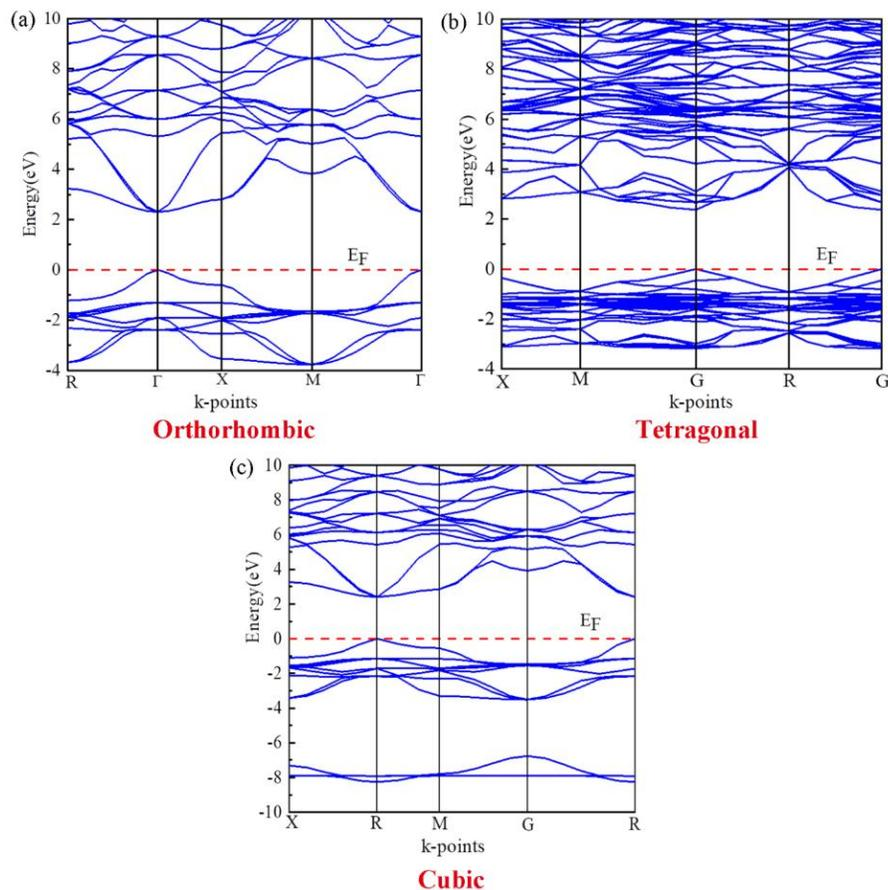 (a)
10
8
6
4
2
0
-2
-4
Energy(eV)
E_F
R Γ X M Γ
k-points
Orthorhombic
(b)
10
8
6
4
2
0
-2
-4
Energy(eV)
E_F
X M G R G
k-points
Tetragonal
(c)
10
8
6
4
2
0
-2
-4
-6
-8
-10
Energy(eV)
E_F
X R M G R
k-points
Cubic